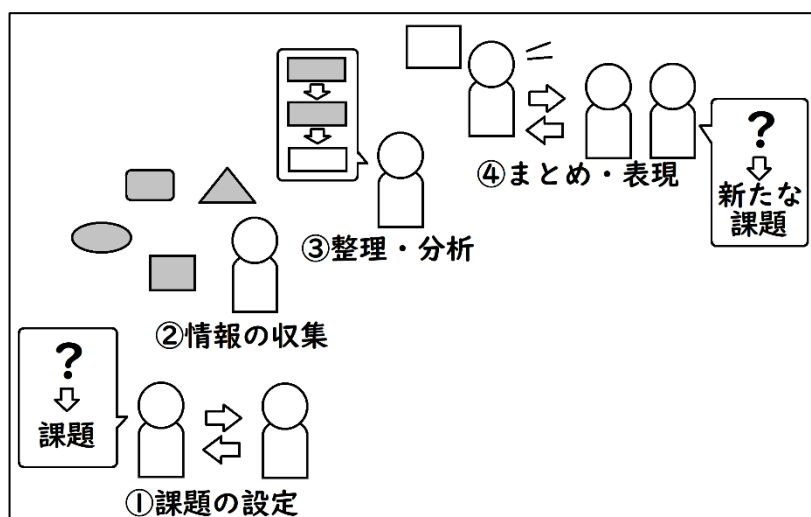 ④まとめ・表現
?
新たな
課題
③整理・分析
②情報の収集
?
課題
①課題の設定